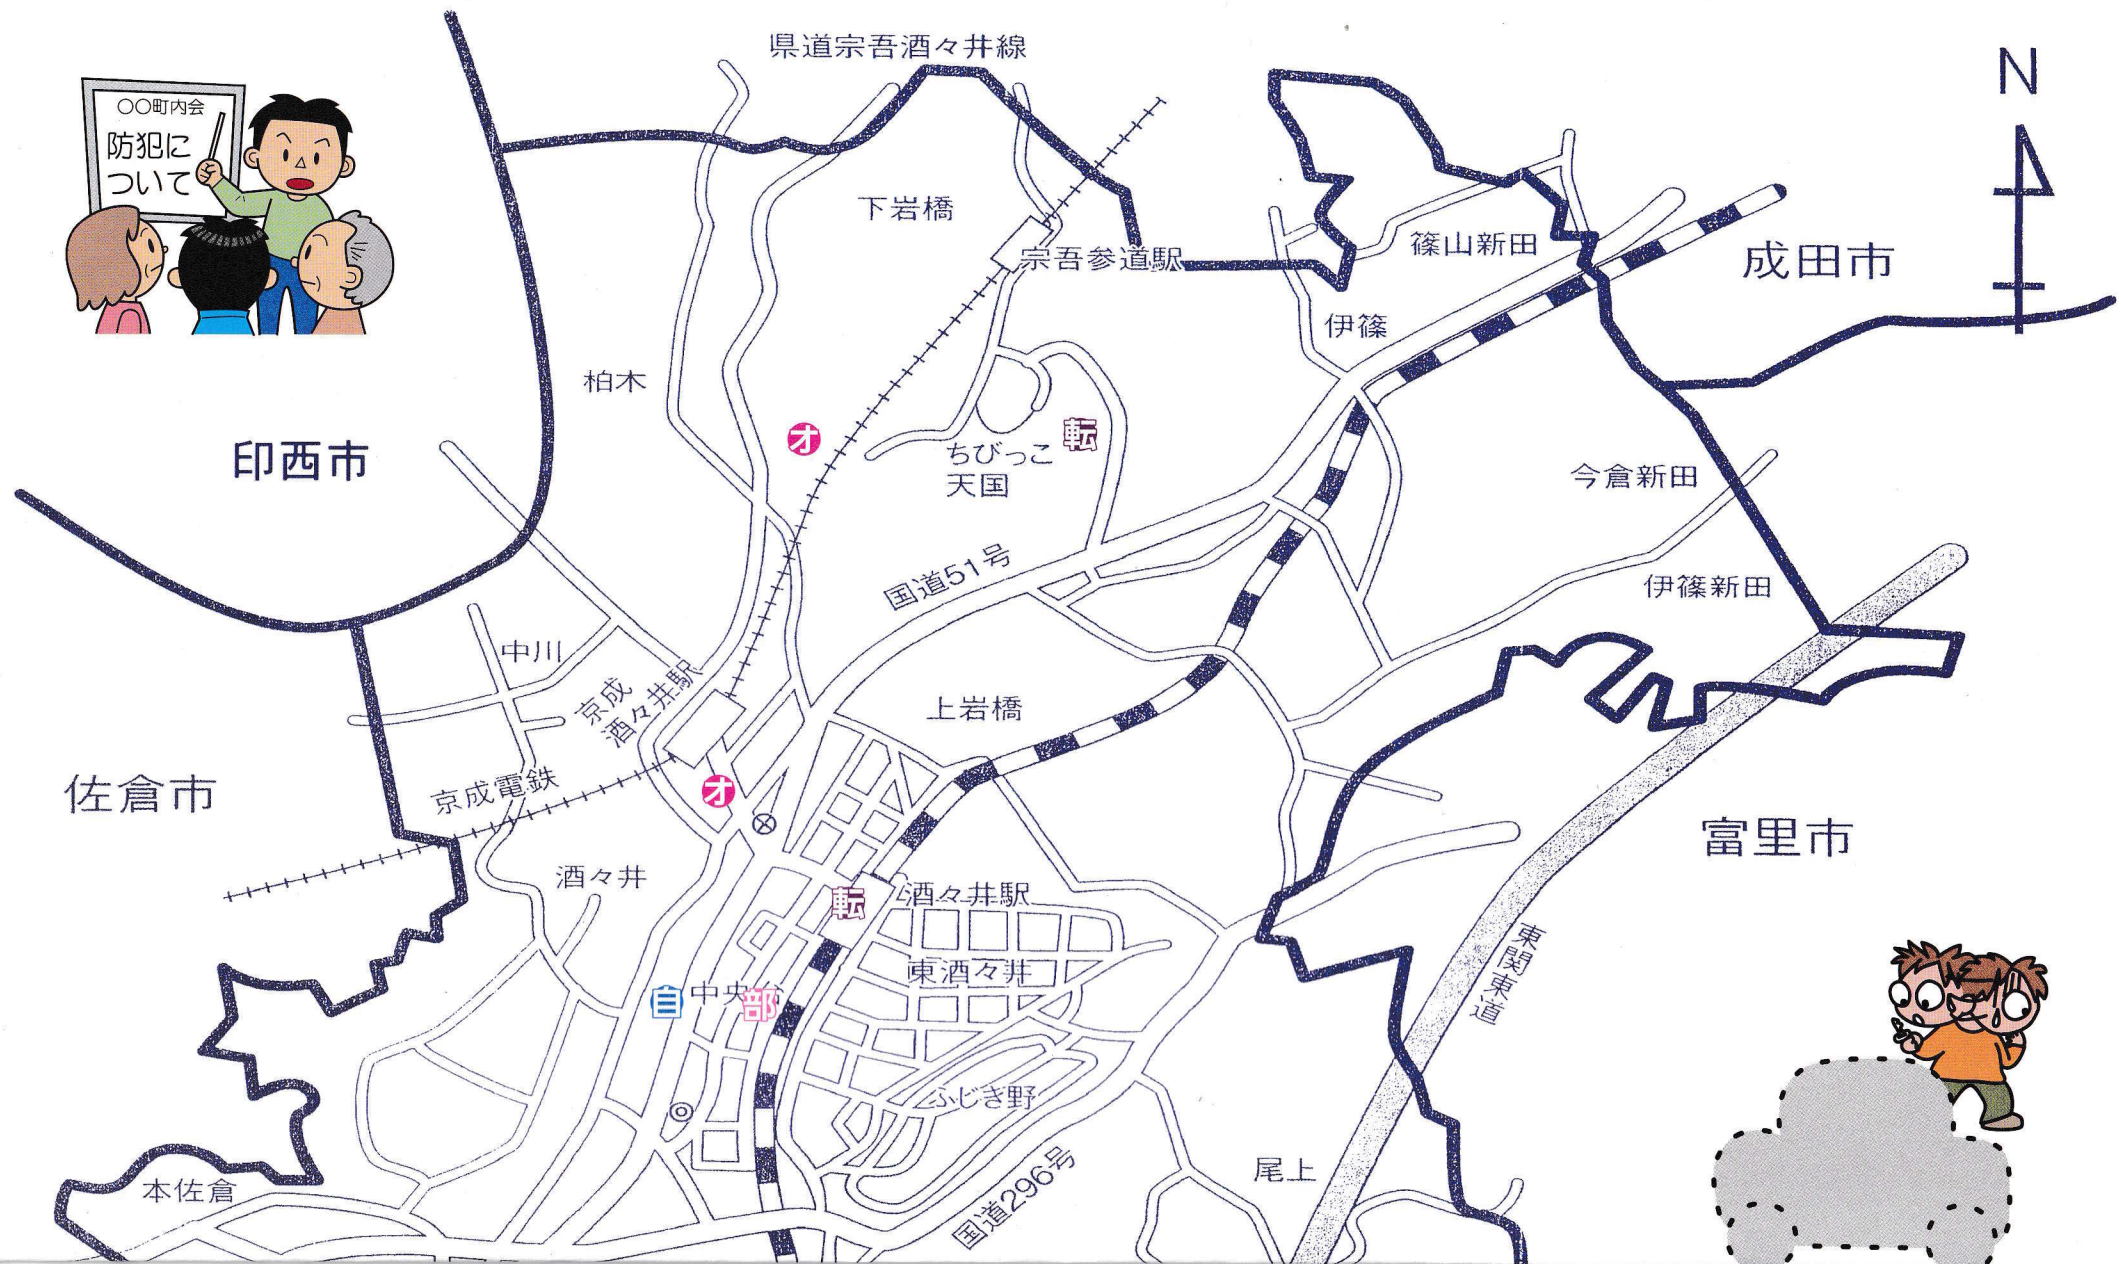 県道宗吾酒々井線
N
〇〇町内会
防犯に
ついて
下岩橋
宗吾参道駅
篠山新田
成田市
伊篠
柏木
オ
転
ちびっこ
天国
印西市
今倉新田
国道51号
伊篠新田
中川
京成
酒々井駅
上岩橋
佐倉市
京成電鉄
オ
富里市
酒々井
転
酒々井駅
東関東道
東酒々井
自
中央台
部
ふじき野
本佐倉
国道296号
尾上